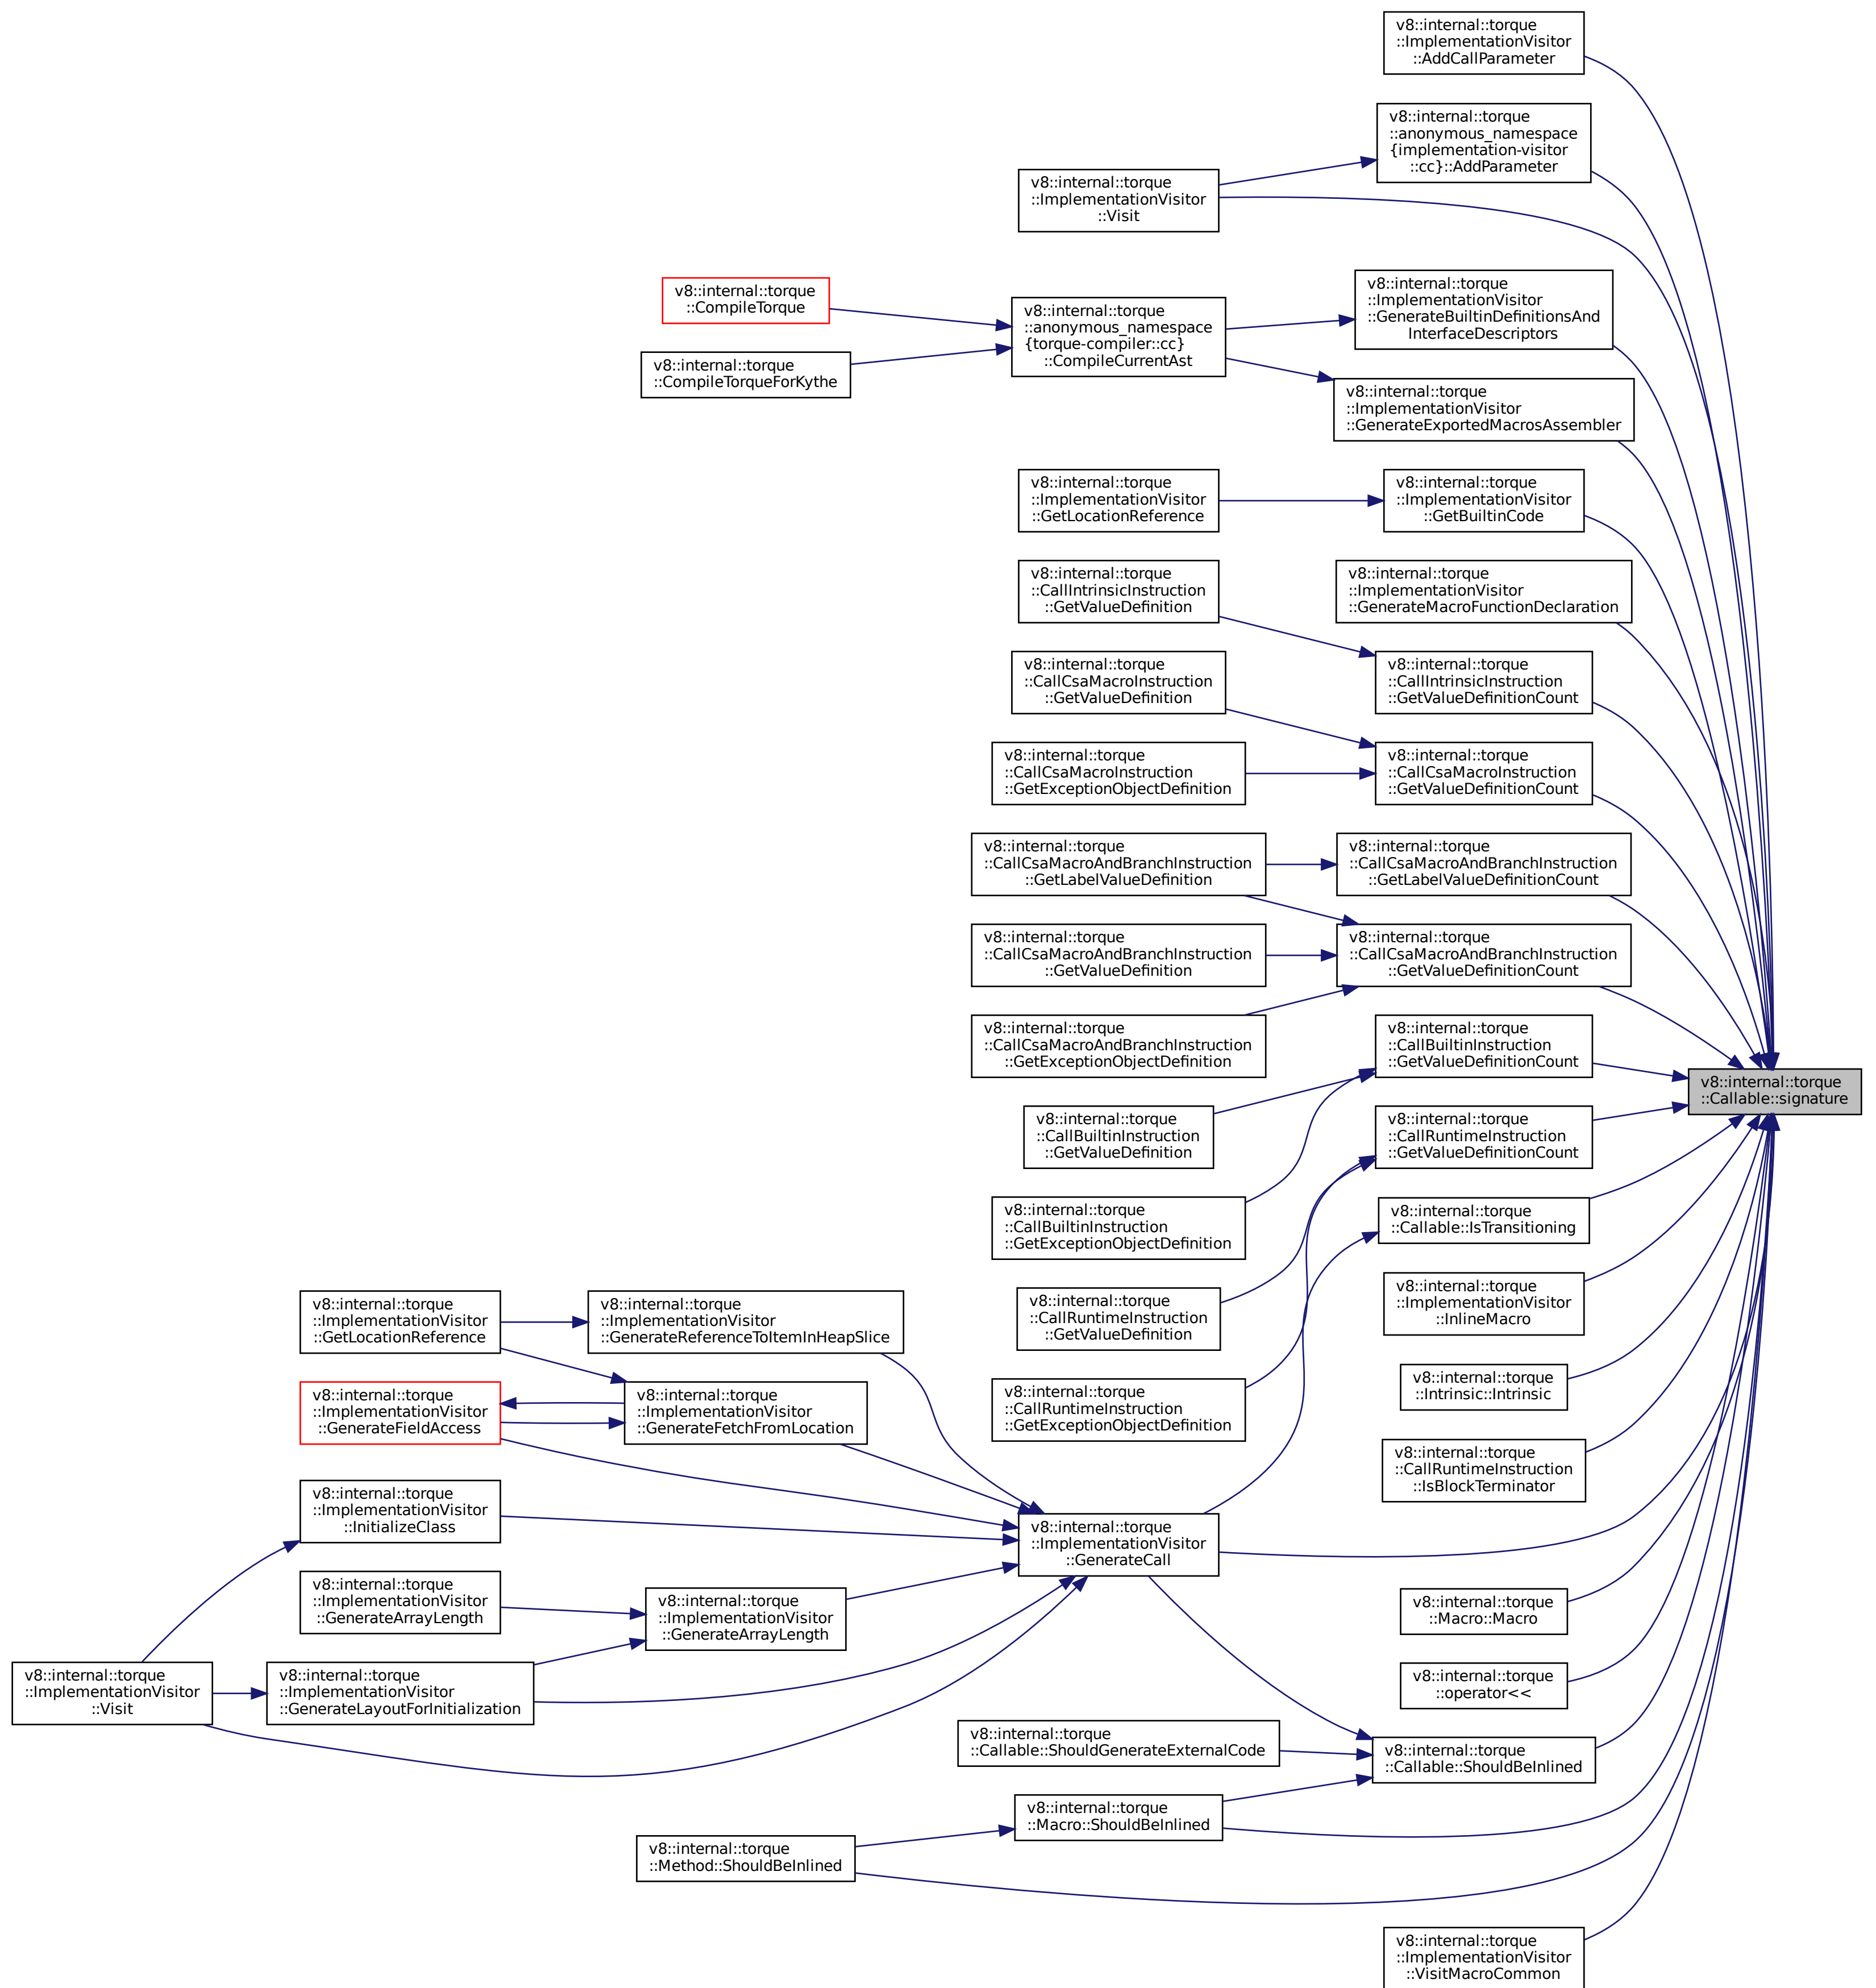 v8::internal::torque
::ImplementationVisitor
::AddCallParameter
v8::internal::torque
::anonymous_namespace
{implementation-visitor
::cc}::AddParameter
v8::internal::torque
::ImplementationVisitor
::Visit
v8::internal::torque
::ImplementationVisitor
::GenerateBuiltinDefinitionsAnd
InterfaceDescriptors
v8::internal::torque
::CompileTorque
v8::internal::torque
::anonymous_namespace
{torque-compiler::cc}
::CompileCurrentAst
v8::internal::torque
::CompileTorqueForKythe
v8::internal::torque
::ImplementationVisitor
::GenerateExportedMacrosAssembler
v8::internal::torque
::ImplementationVisitor
::GetLocationReference
v8::internal::torque
::ImplementationVisitor
::GetBuiltinCode
v8::internal::torque
::CallIntrinsicInstruction
::GetValueDefinition
v8::internal::torque
::ImplementationVisitor
::GenerateMacroFunctionDeclaration
v8::internal::torque
::CallCsaMacroInstruction
::GetValueDefinition
v8::internal::torque
::CallIntrinsicInstruction
::GetValueDefinitionCount
v8::internal::torque
::CallCsaMacroInstruction
::GetExceptionObjectDefinition
v8::internal::torque
::CallCsaMacroInstruction
::GetValueDefinitionCount
v8::internal::torque
::CallCsaMacroAndBranchInstruction
::GetLabelValueDefinition
v8::internal::torque
::CallCsaMacroAndBranchInstruction
::GetLabelValueDefinitionCount
v8::internal::torque
::CallCsaMacroAndBranchInstruction
::GetValueDefinition
v8::internal::torque
::CallCsaMacroAndBranchInstruction
::GetValueDefinitionCount
v8::internal::torque
::CallCsaMacroAndBranchInstruction
::GetExceptionObjectDefinition
v8::internal::torque
::CallBuiltinInstruction
::GetValueDefinitionCount
v8::internal::torque
::Callable::signature
v8::internal::torque
::CallBuiltinInstruction
::GetValueDefinition
v8::internal::torque
::CallRuntimeInstruction
::GetValueDefinitionCount
v8::internal::torque
::CallBuiltinInstruction
::GetExceptionObjectDefinition
v8::internal::torque
::Callable::IsTransitioning
v8::internal::torque
::ImplementationVisitor
::GetLocationReference
v8::internal::torque
::ImplementationVisitor
::GenerateReferenceToItemInHeapSlice
v8::internal::torque
::CallRuntimeInstruction
::GetValueDefinition
v8::internal::torque
::ImplementationVisitor
::InlineMacro
v8::internal::torque
::ImplementationVisitor
::GenerateFieldAccess
v8::internal::torque
::ImplementationVisitor
::GenerateFetchFromLocation
v8::internal::torque
::CallRuntimeInstruction
::GetExceptionObjectDefinition
v8::internal::torque
::Intrinsic::Intrinsic
v8::internal::torque
::CallRuntimeInstruction
::IsBlockTerminator
v8::internal::torque
::ImplementationVisitor
::InitializeClass
v8::internal::torque
::ImplementationVisitor
::GenerateCall
v8::internal::torque
::ImplementationVisitor
::GenerateArrayLength
v8::internal::torque
::ImplementationVisitor
::GenerateArrayLength
v8::internal::torque
::Macro::Macro
v8::internal::torque
::ImplementationVisitor
::Visit
v8::internal::torque
::ImplementationVisitor
::GenerateLayoutForInitialization
v8::internal::torque
::operator<<
v8::internal::torque
::Callable::ShouldGenerateExternalCode
v8::internal::torque
::Callable::ShouldBeInlined
v8::internal::torque
::Macro::ShouldBeInlined
v8::internal::torque
::Method::ShouldBeInlined
v8::internal::torque
::ImplementationVisitor
::VisitMacroCommon